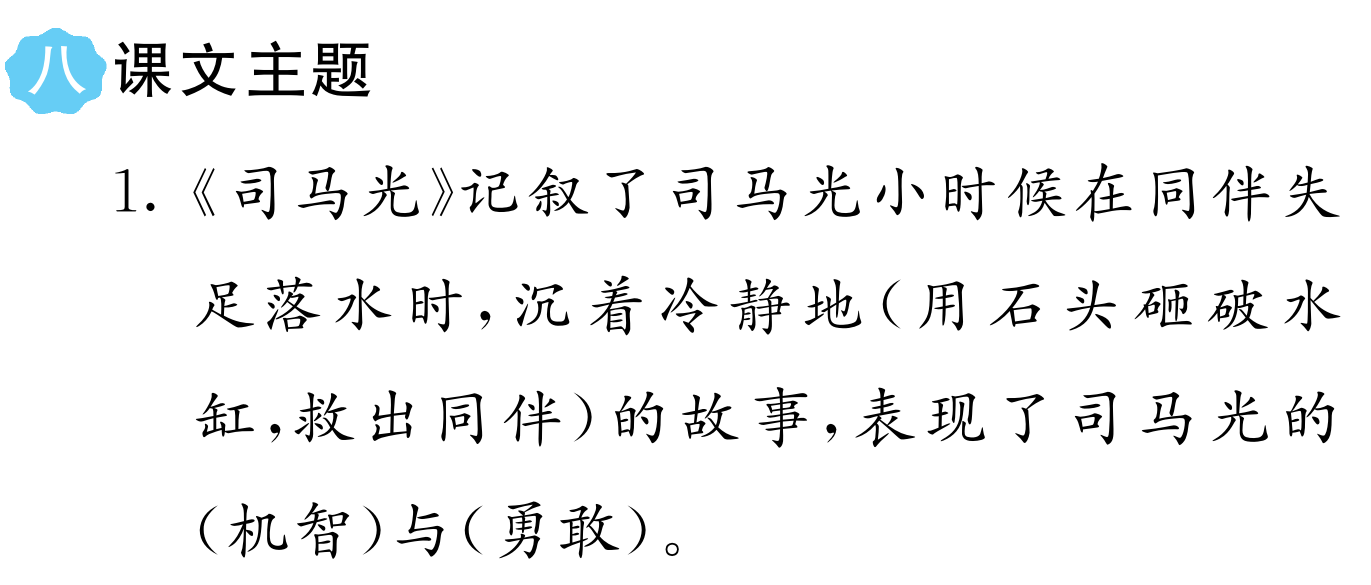 八 课文主题
1.《司马光》记叙了司马光小时候在同伴失
足落水时,沉着冷静地(用石头砸破水
缸,救出同伴)的故事,表现了司马光的
(机智)与(勇敢)。